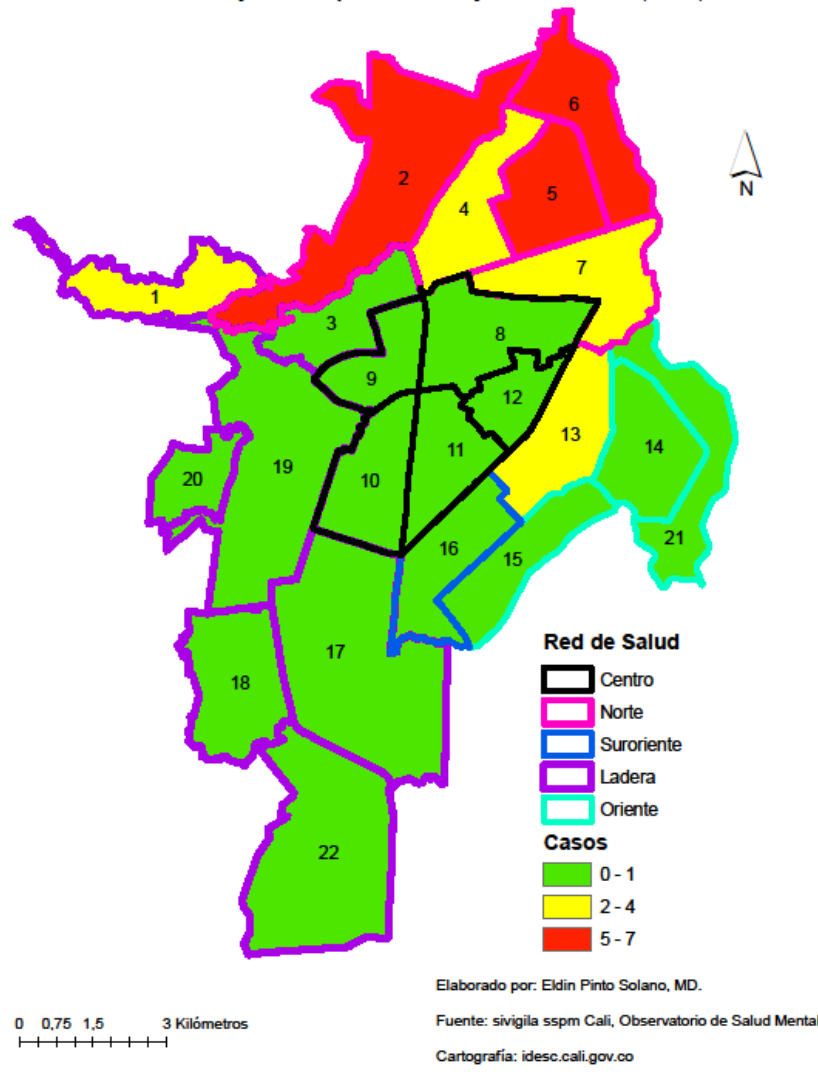 6
2
5
4
N
7
1
3
8
9
12
13
14
20
19
10
11
16
15
21
17
18
22
Red de Salud
Centro
Norte
Suroriente
Ladera
Oriente
Casos
0 - 1
2 - 4
5 - 7
Elaborado por: Eldin Pinto Solano, MD.
0 0,75 1,5 3 Kilómetros
Fuente: sivigila sspm Cali, Observatorio de Salud Mental
Cartografía: idesc.cali.gov.co